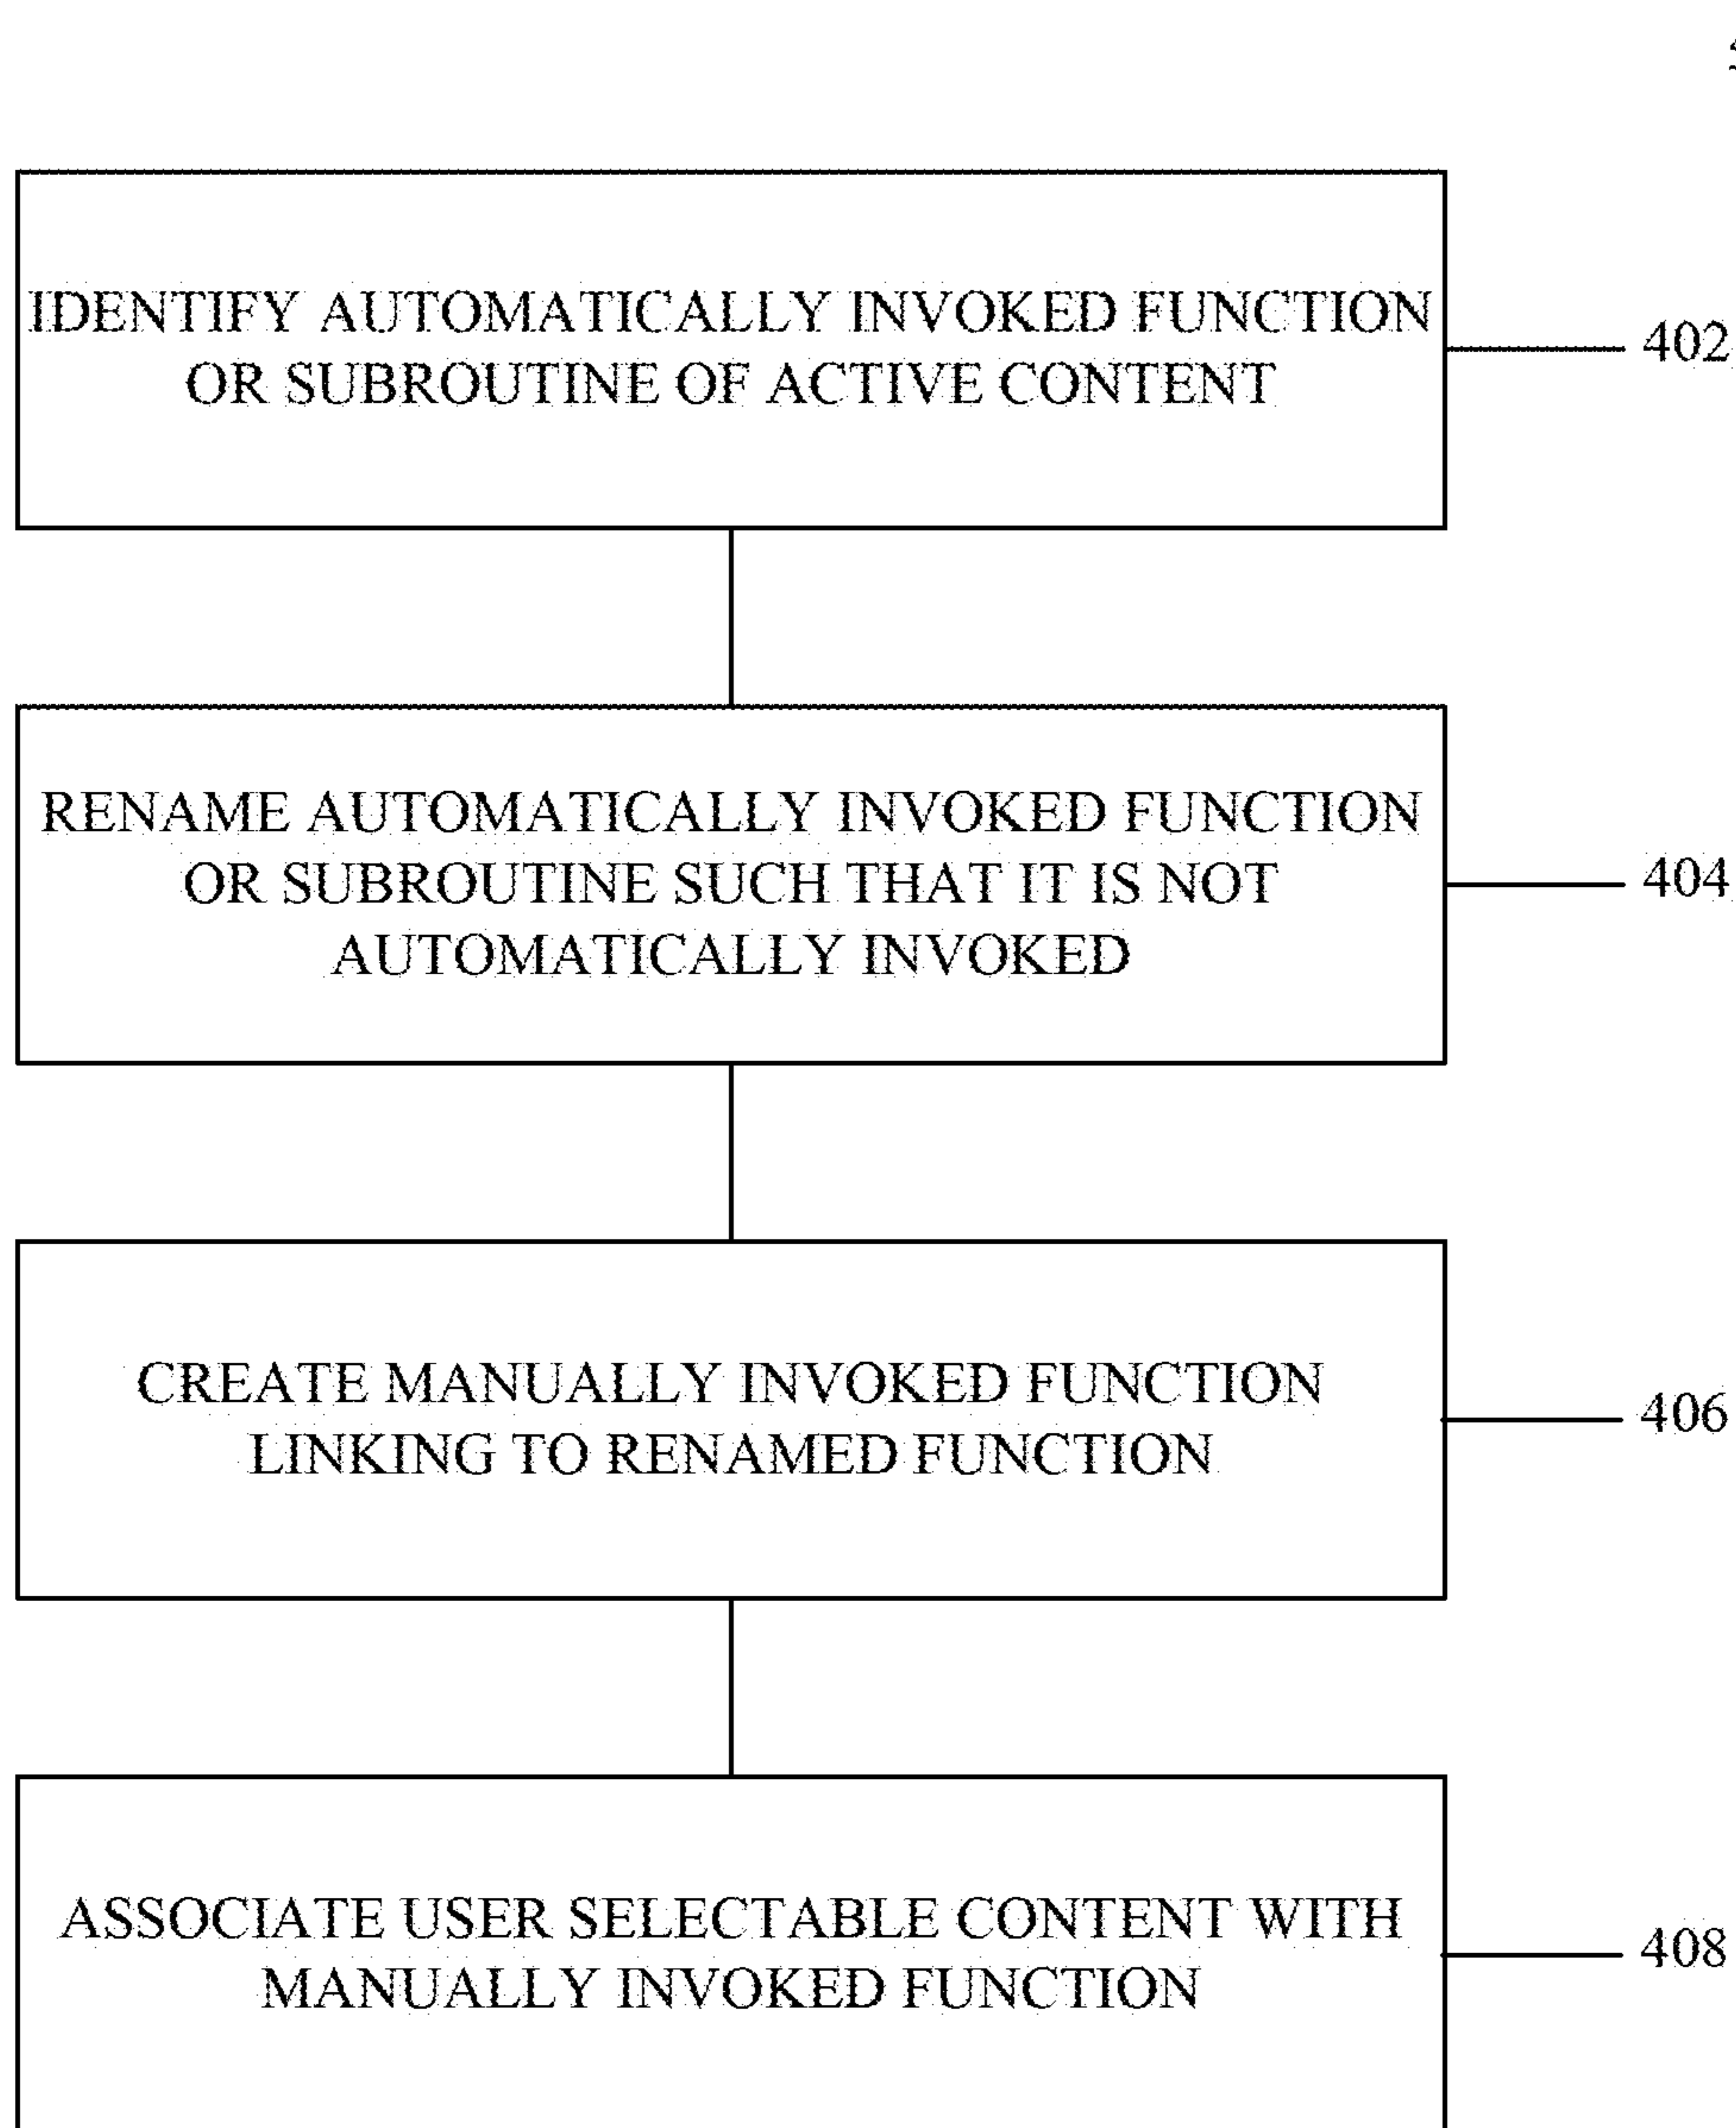 IDENTIFY AUTOMATICALLY INVOKED FUNCTION
OR SUBROUTINE OF ACTIVE CONTENT
402
RENAME AUTOMATICALLY INVOKED FUNCTION
OR SUBROUTINE SUCH THAT IT IS NOT
AUTOMATICALLY INVOKED
404
CREATE MANUALLY INVOKED FUNCTION
LINKING TO RENAMED FUNCTION
406
ASSOCIATE USER SELECTABLE CONTENT WITH
MANUALLY INVOKED FUNCTION
408